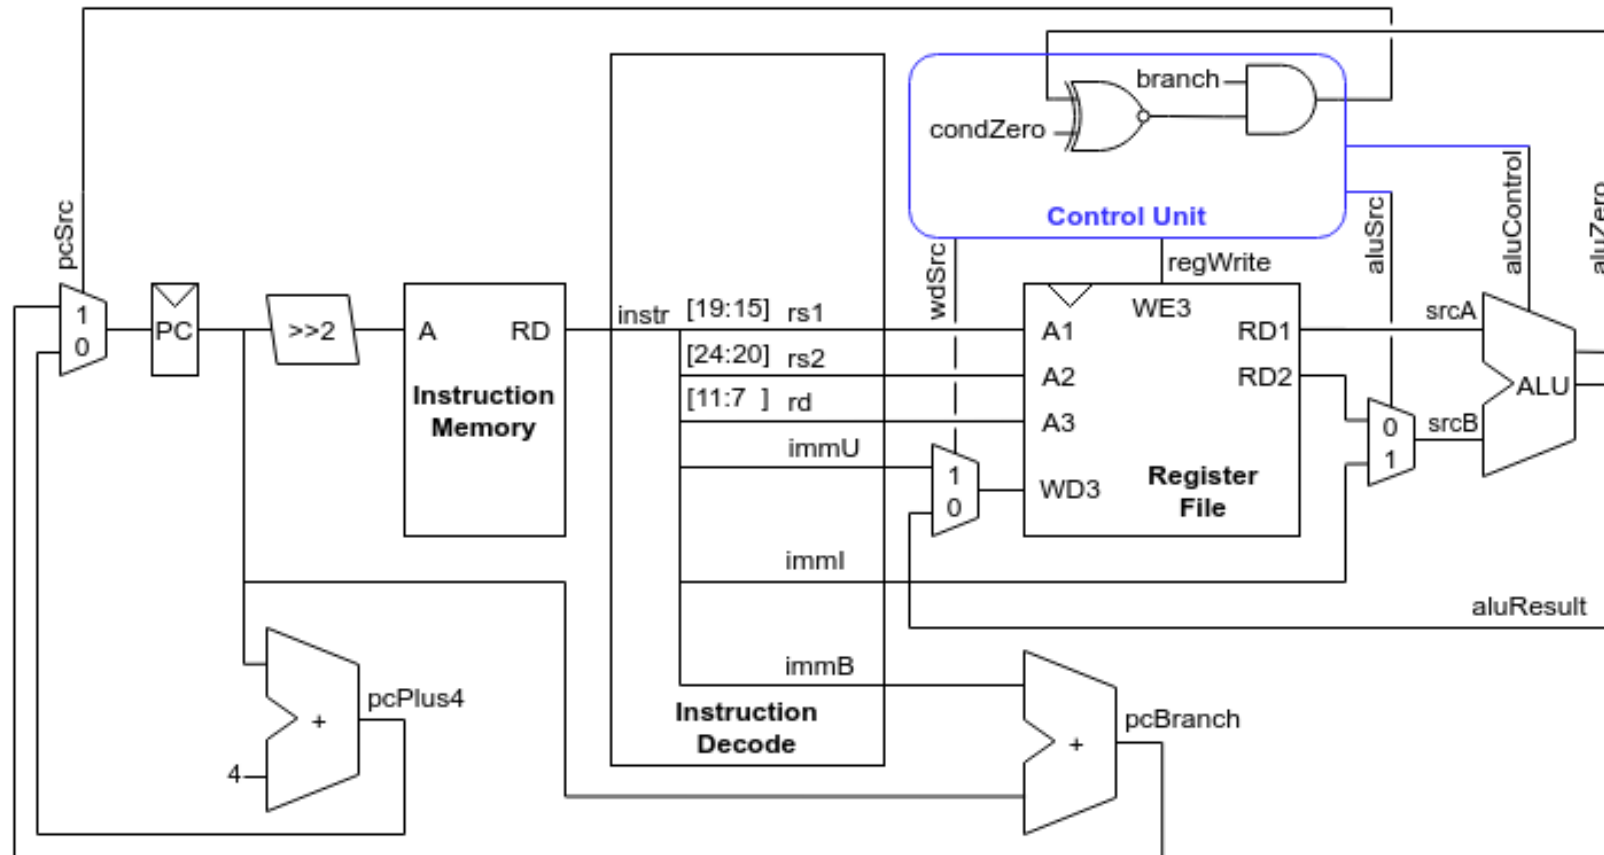 branch
condZero
Control Unit
pcSrc
wdSrc
regWrite
aluSrc
aluControl
aluZero
1
0
PC
>>2
A
RD
Instruction
Memory
instr
[19:15] rs1
[24:20] rs2
[11:7 ] rd
immU
immI
immB
Instruction
Decode
1
0
A1
A2
A3
WD3
WE3
RD1
RD2
Register
File
srcA
srcB
0
1
ALU
aluResult
4
+
pcPlus4
+
pcBranch